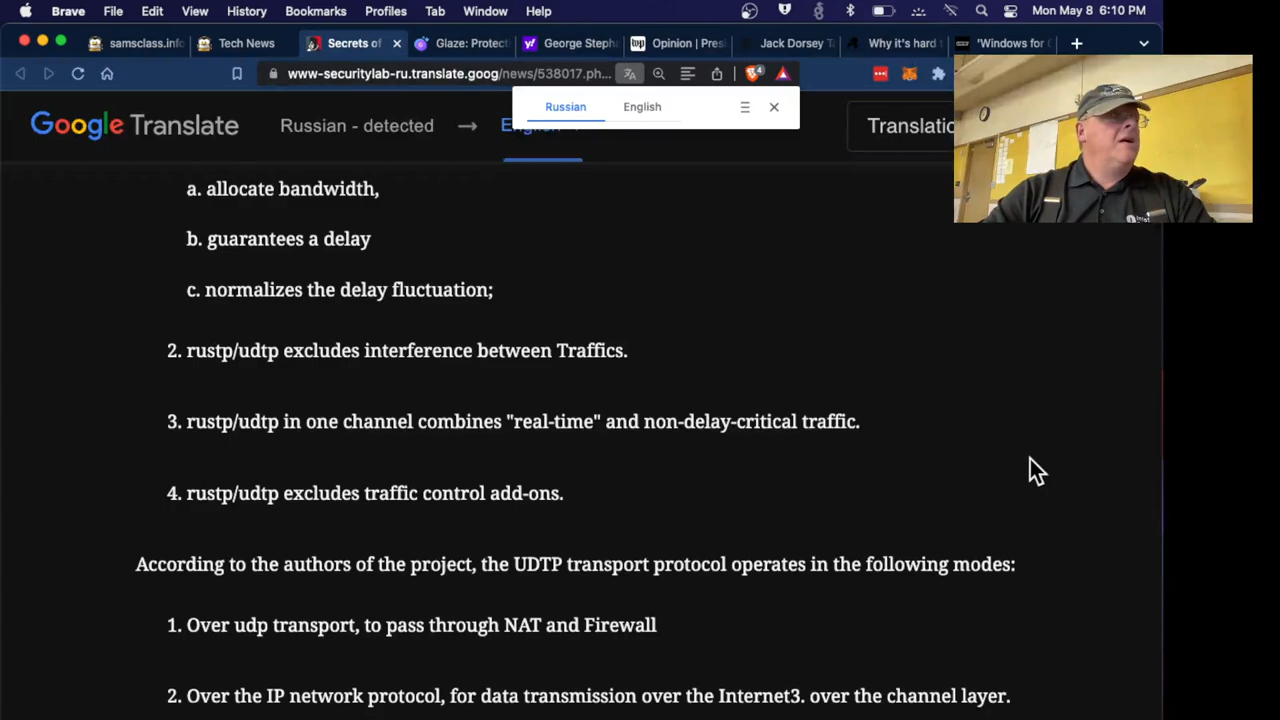 Brave File Edit View History Bookmarks Profiles Tab Window Help Mon May 8 6:10 PM
samsclass.info Tech News Secrets of Glaze: Protecti George Steph Opinion | Pres Jack Dorsey Ta Why it's hard 'Windows for
www-securitylab-ru.translate.goog/news/538017.ph... 4
Russian English
Google Translate Russian - detected → English Translatio
a. allocate bandwidth,
b. guarantees a delay
c. normalizes the delay fluctuation;
2. rustp/udtp excludes interference between Traffics.
3. rustp/udtp in one channel combines "real-time" and non-delay-critical traffic.
4. rustp/udtp excludes traffic control add-ons.
According to the authors of the project, the UDTP transport protocol operates in the following modes:
1. Over udp transport, to pass through NAT and Firewall
2. Over the IP network protocol, for data transmission over the Internet3. over the channel layer.